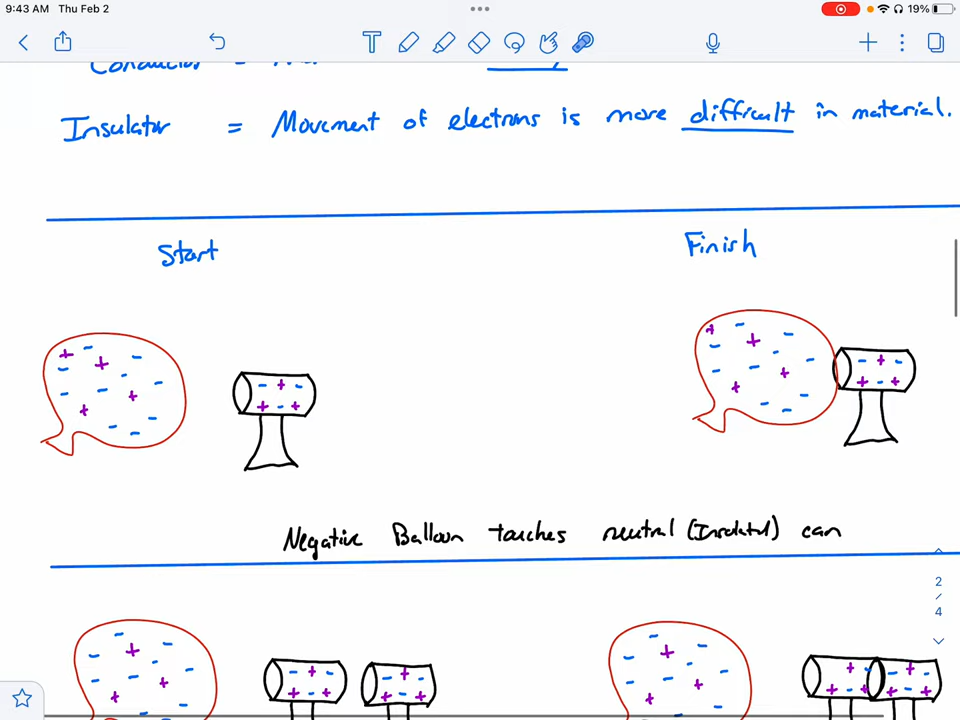 9:43 AM Thu Feb 2
19%
Conductor =
Insulator = Movement of electrons is more difficult in material.
Start Finish
Negative Balloon touches neutral (Insulated) can
2
/
4